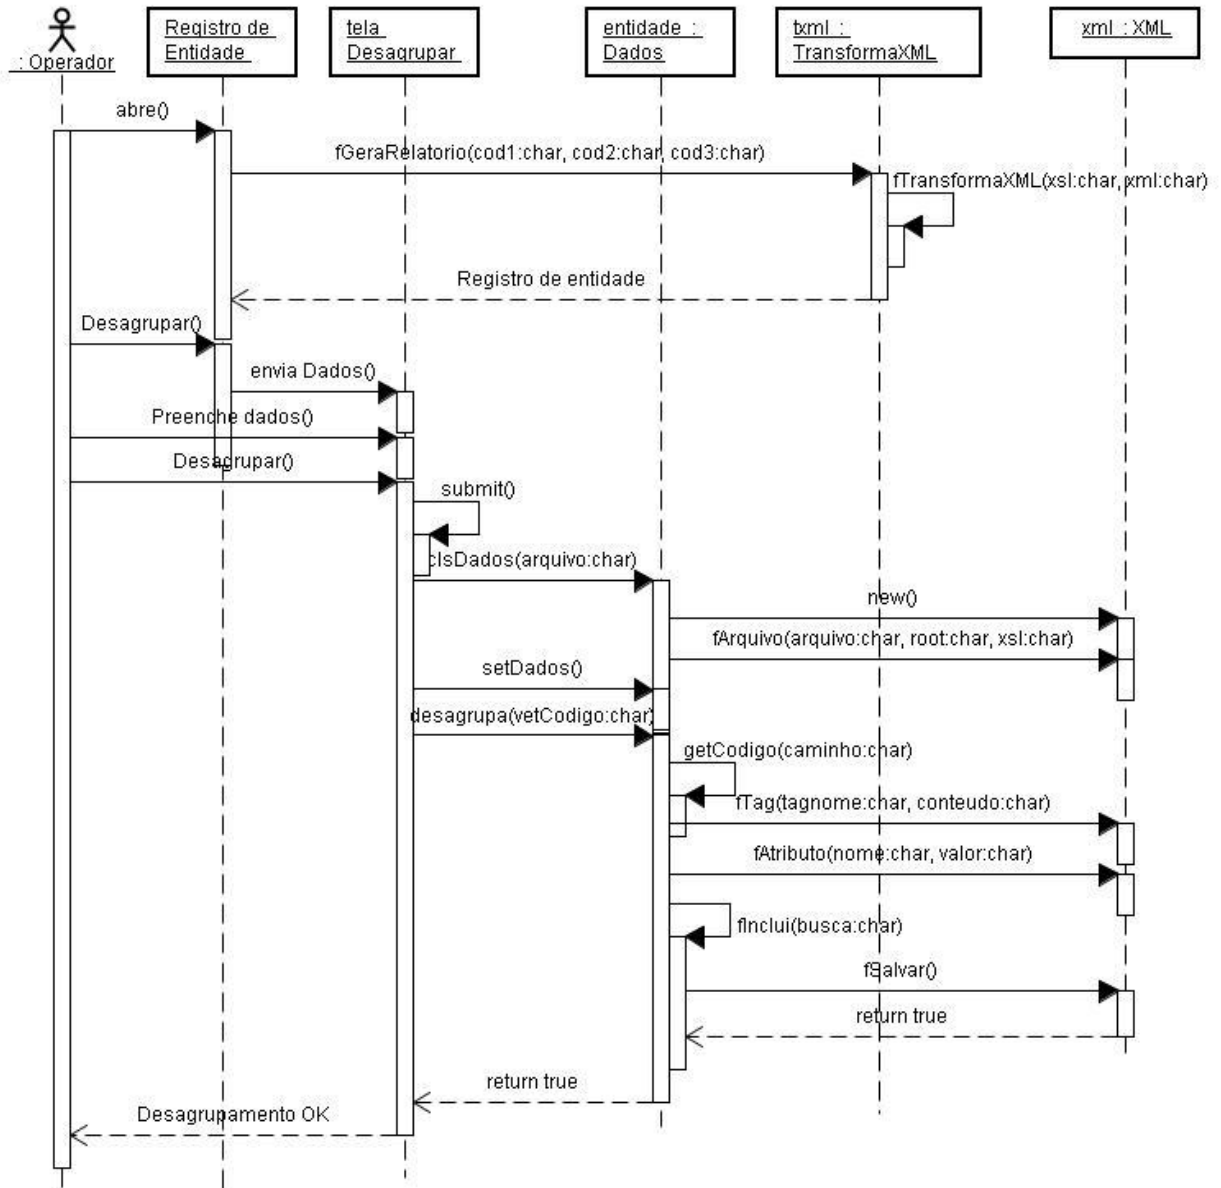 Registro de
Entidade
tela
Desagrupar
entidade :
Dados
txml :
TransformaXML
xml : XML
: Operador
abre()
fGeraRelatorio(cod1:char, cod2:char, cod3:char)
fTransformaXML(xsl:char, xml:char)
Registro de entidade
Desagrupar()
envia Dados()
Preenche dados()
Desagrupar()
submit()
clsDados(arquivo:char)
new()
fArquivo(arquivo:char, root:char, xsl:char)
setDados()
desagrupa(vetCodigo:char)
getCodigo(caminho:char)
fTag(tagnome:char, conteudo:char)
fAtributo(nome:char, valor:char)
fInclui(busca:char)
fSalvar()
return true
return true
Desagrupamento OK